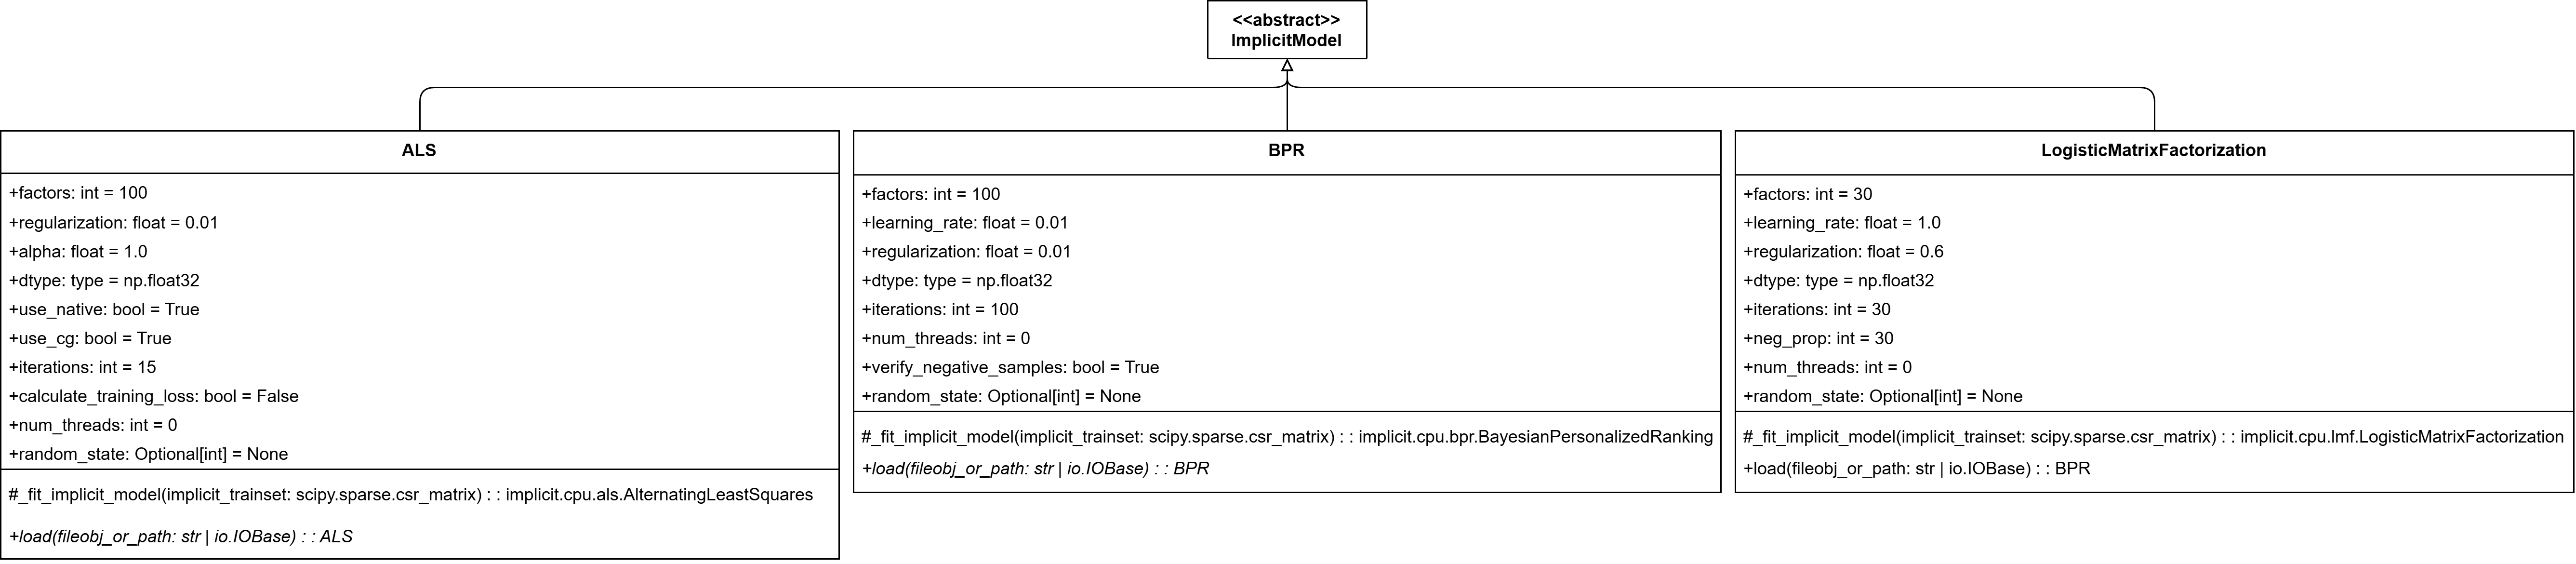 <<abstract>>
ImplicitModel
ALS
+factors: int = 100
+regularization: float = 0.01
+alpha: float = 1.0
+dtype: type = np.float32
+use_native: bool = True
+use_cg: bool = True
+iterations: int = 15
+calculate_training_loss: bool = False
+num_threads: int = 0
+random_state: Optional[int] = None
#_fit_implicit_model(implicit_trainset: scipy.sparse.csr_matrix) : : implicit.cpu.als.AlternatingLeastSquares
+load(fileobj_or_path: str | io.IOBase) : : ALS
BPR
+factors: int = 100
+learning_rate: float = 0.01
+regularization: float = 0.01
+dtype: type = np.float32
+iterations: int = 100
+num_threads: int = 0
+verify_negative_samples: bool = True
+random_state: Optional[int] = None
#_fit_implicit_model(implicit_trainset: scipy.sparse.csr_matrix) : : implicit.cpu.bpr.BayesianPersonalizedRanking
+load(fileobj_or_path: str | io.IOBase) : : BPR
LogisticMatrixFactorization
+factors: int = 30
+learning_rate: float = 1.0
+regularization: float = 0.6
+dtype: type = np.float32
+iterations: int = 30
+neg_prop: int = 30
+num_threads: int = 0
+random_state: Optional[int] = None
#_fit_implicit_model(implicit_trainset: scipy.sparse.csr_matrix) : : implicit.cpu.lmf.LogisticMatrixFactorization
+load(fileobj_or_path: str | io.IOBase) : : BPR